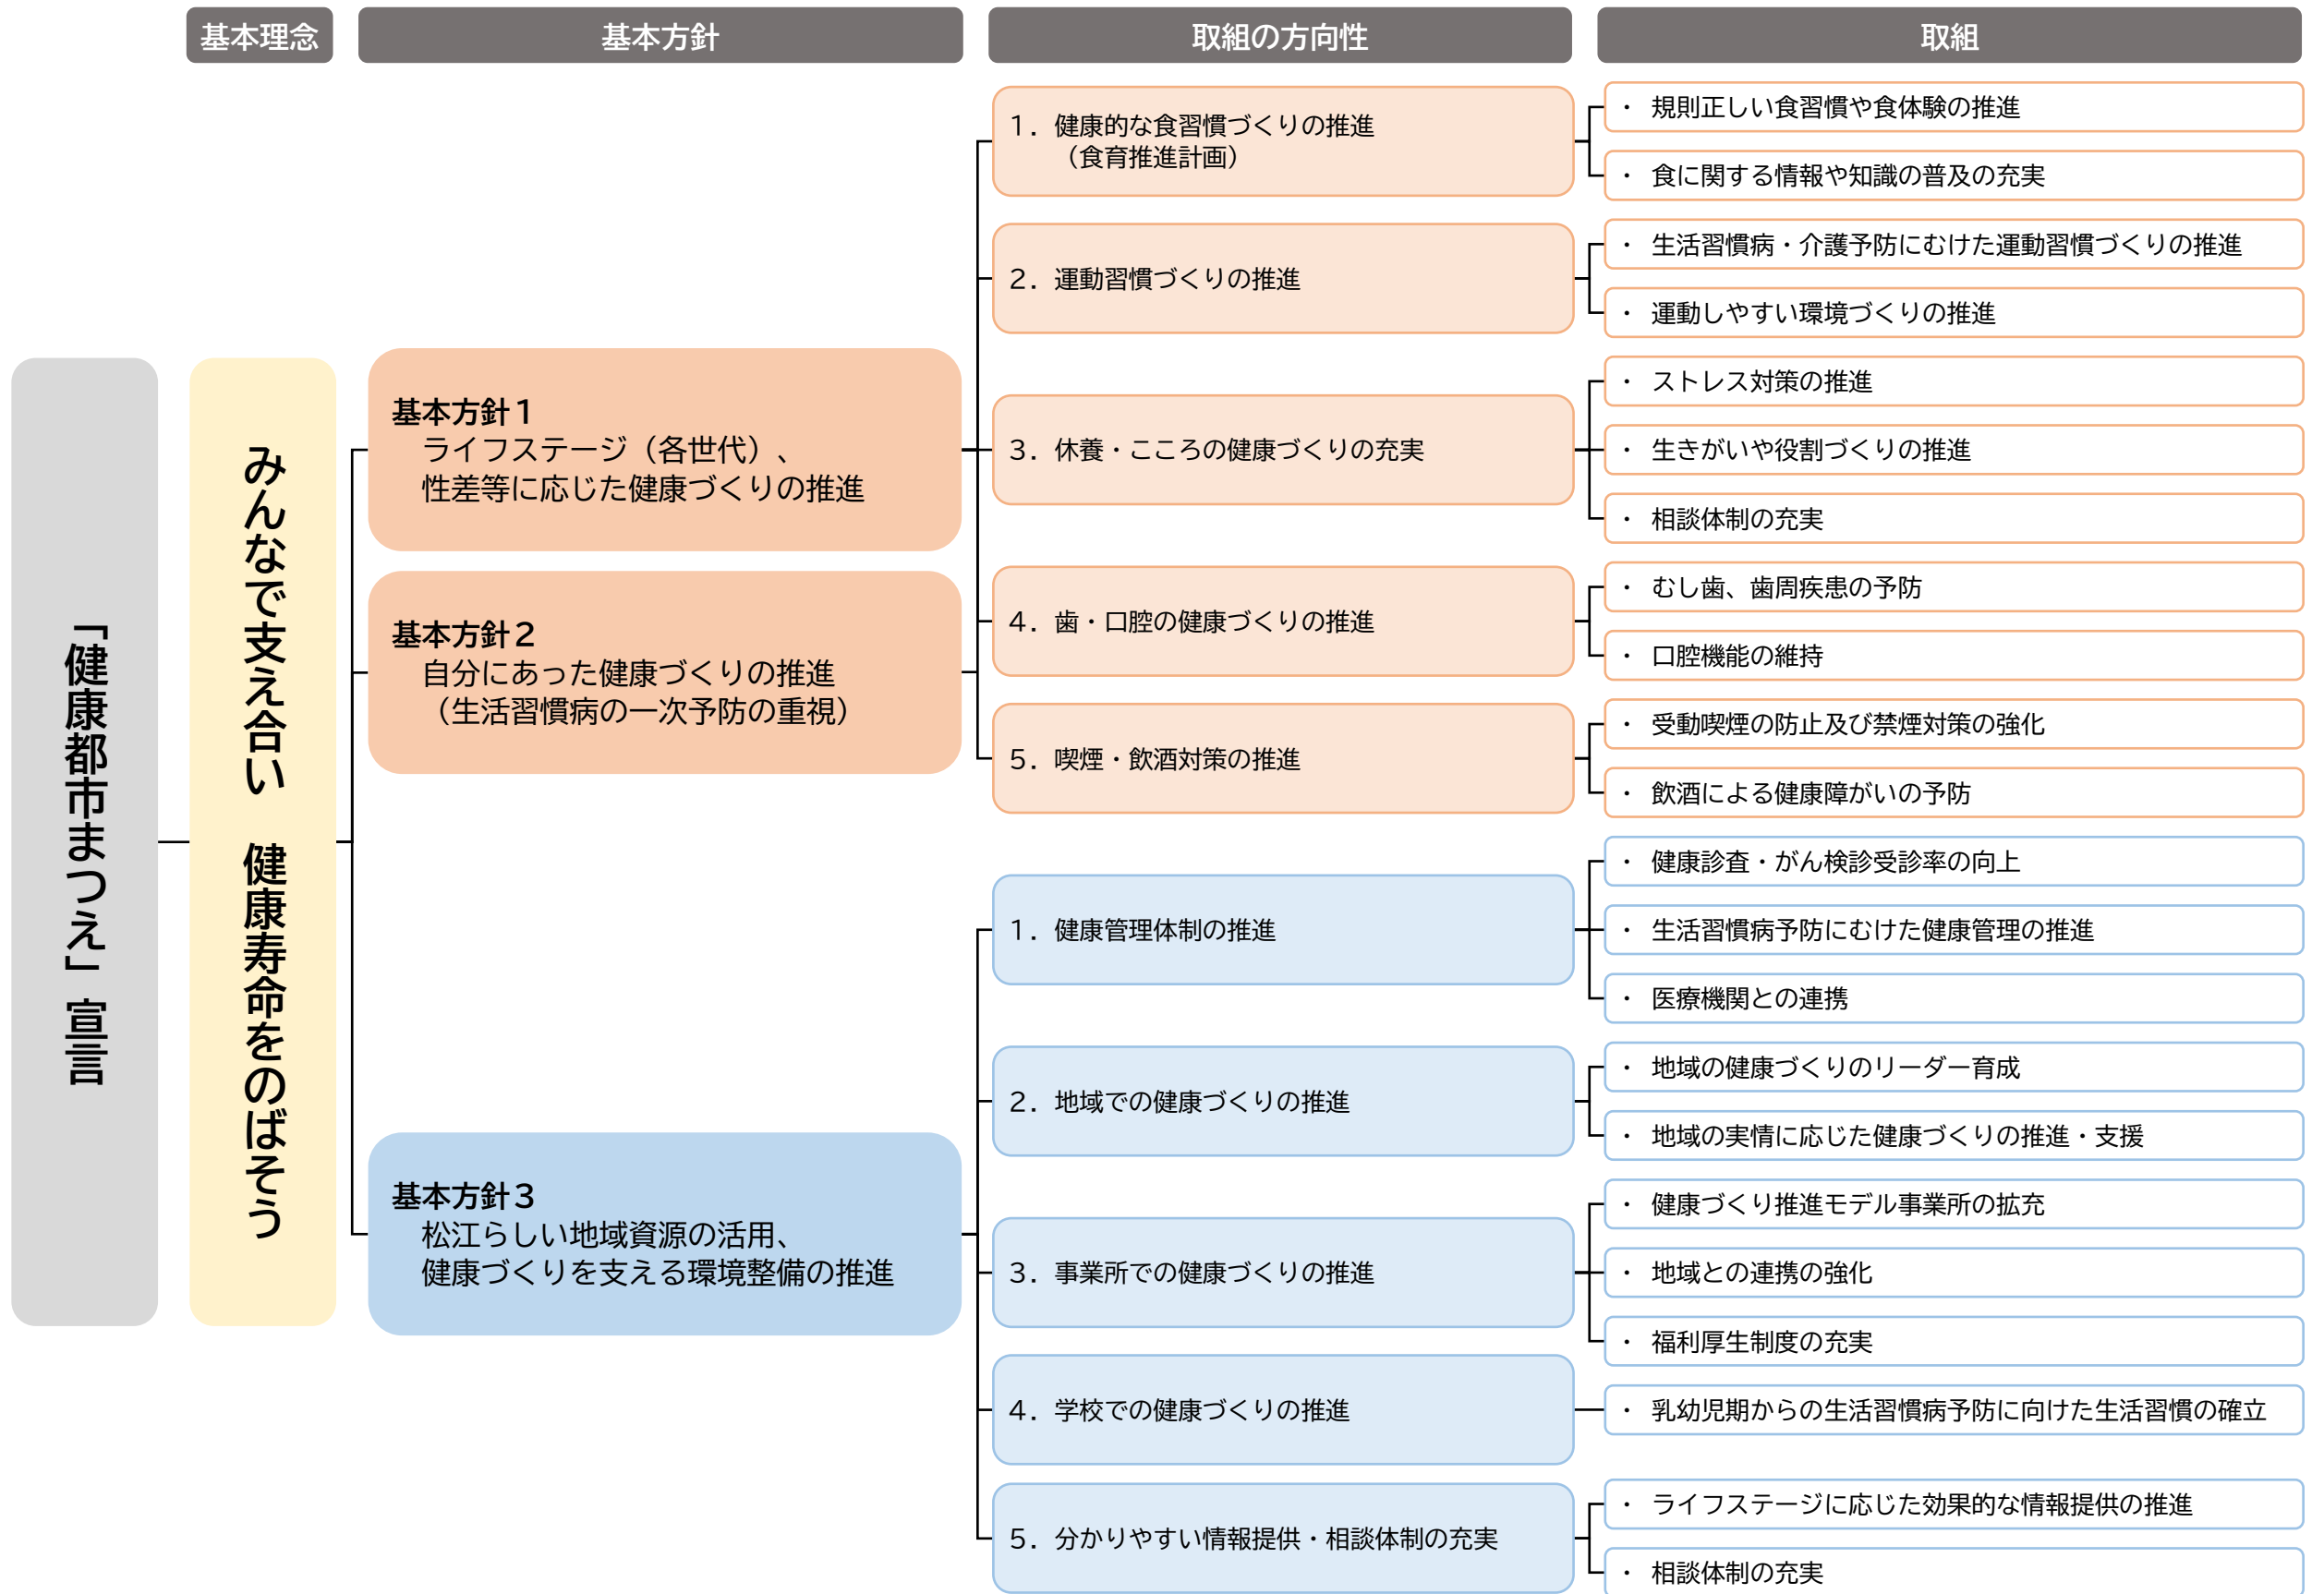 基本理念
基本方針
取組の方向性
取組
「健康都市まつえ」宣言
みんなで支え合い　健康寿命をのばそう
基本方針１
ライフステージ（各世代）、
性差等に応じた健康づくりの推進
基本方針２
自分にあった健康づくりの推進
（生活習慣病の一次予防の重視）
基本方針３
松江らしい地域資源の活用、
健康づくりを支える環境整備の推進
１．健康的な食習慣づくりの推進
（食育推進計画）
２．運動習慣づくりの推進
３．休養・こころの健康づくりの充実
４．歯・口腔の健康づくりの推進
５．喫煙・飲酒対策の推進
１．健康管理体制の推進
２．地域での健康づくりの推進
３．事業所での健康づくりの推進
４．学校での健康づくりの推進
５．分かりやすい情報提供・相談体制の充実
・ 規則正しい食習慣や食体験の推進
・ 食に関する情報や知識の普及の充実
・ 生活習慣病・介護予防にむけた運動習慣づくりの推進
・ 運動しやすい環境づくりの推進
・ ストレス対策の推進
・ 生きがいや役割づくりの推進
・ 相談体制の充実
・ むし歯、歯周疾患の予防
・ 口腔機能の維持
・ 受動喫煙の防止及び禁煙対策の強化
・ 飲酒による健康障がいの予防
・ 健康診査・がん検診受診率の向上
・ 生活習慣病予防にむけた健康管理の推進
・ 医療機関との連携
・ 地域の健康づくりのリーダー育成
・ 地域の実情に応じた健康づくりの推進・支援
・ 健康づくり推進モデル事業所の拡充
・ 地域との連携の強化
・ 福利厚生制度の充実
・ 乳幼児期からの生活習慣病予防に向けた生活習慣の確立
・ ライフステージに応じた効果的な情報提供の推進
・ 相談体制の充実